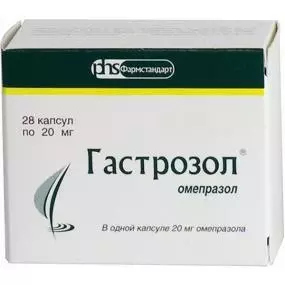 phs Фармстандарт
28 капсул
по 20 мг
Гастрозол®
омепразол
В одной капсуле 20 мг омепразола